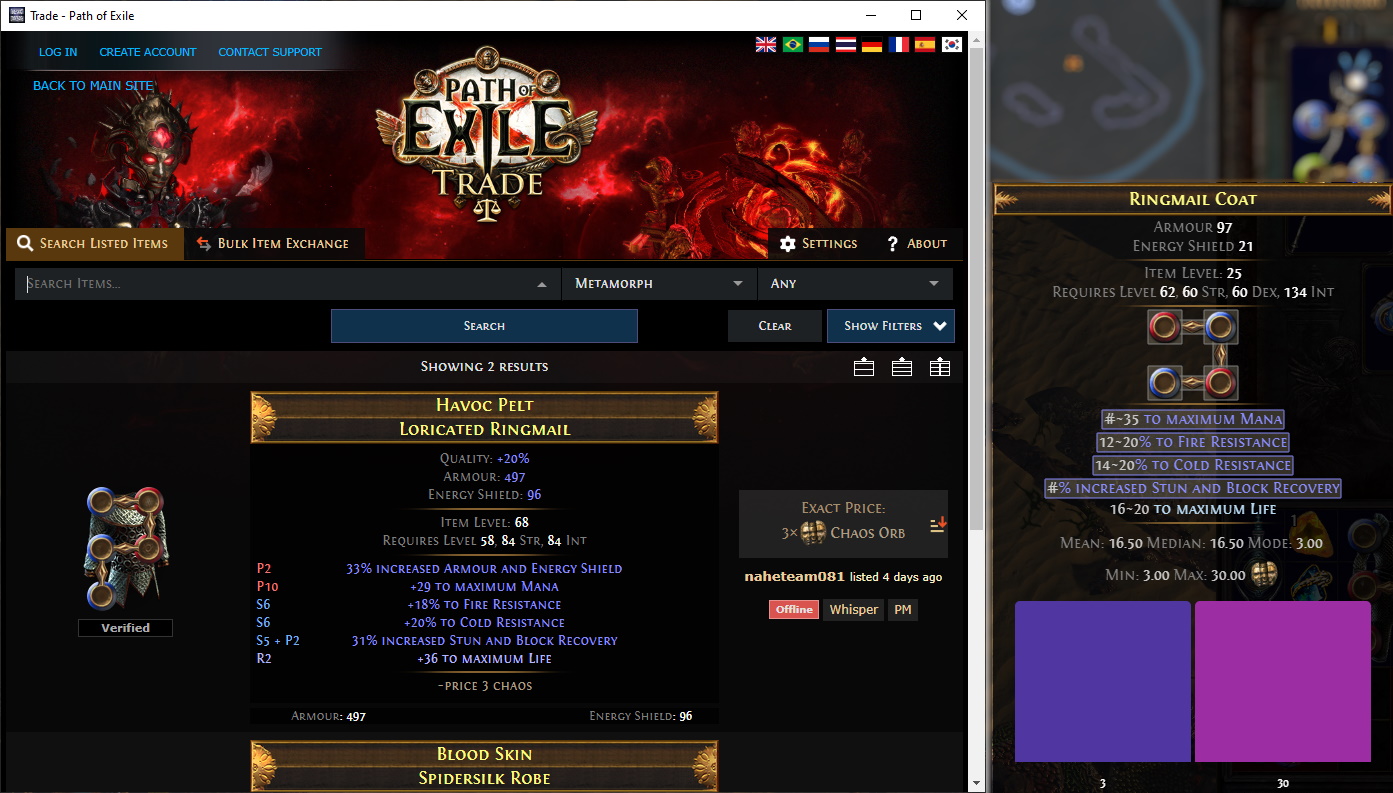 Trade - Path of Exile
LOG IN CREATE ACCOUNT CONTACT SUPPORT
BACK TO MAIN SITE
PATH OF
EXILE
TRADE
Search Listed Items
Bulk Item Exchange
Settings
? About
Search Items...
Metamorph
Any
Search
Clear
Show Filters
Showing 2 results
Havoc Pelt
Loricated Ringmail
Quality: +20%
Armour: 497
Energy Shield: 96
Item Level: 68
Requires Level 58, 84 Str, 84 Int
P2 33% increased Armour and Energy Shield
P10 +29 to maximum Mana
S6 +18% to Fire Resistance
S6 +20% to Cold Resistance
S5 + P2 31% increased Stun and Block Recovery
R2 +36 to maximum Life
~price 3 chaos
Armour: 497 Energy Shield: 96
Verified
Exact Price:
3× Chaos Orb
naheteam081 listed 4 days ago
Offline Whisper PM
Blood Skin
Spidersilk Robe
Ringmail Coat
Armour 97
Energy Shield 21
Item Level: 25
Requires Level 62, 60 Str, 60 Dex, 134 Int
#~35 to maximum Mana
12~20% to Fire Resistance
14~20% to Cold Resistance
#% increased Stun and Block Recovery
16~20 to maximum Life
Mean: 16.50 Median: 16.50 Mode: 3.00
Min: 3.00 Max: 30.00
3 30